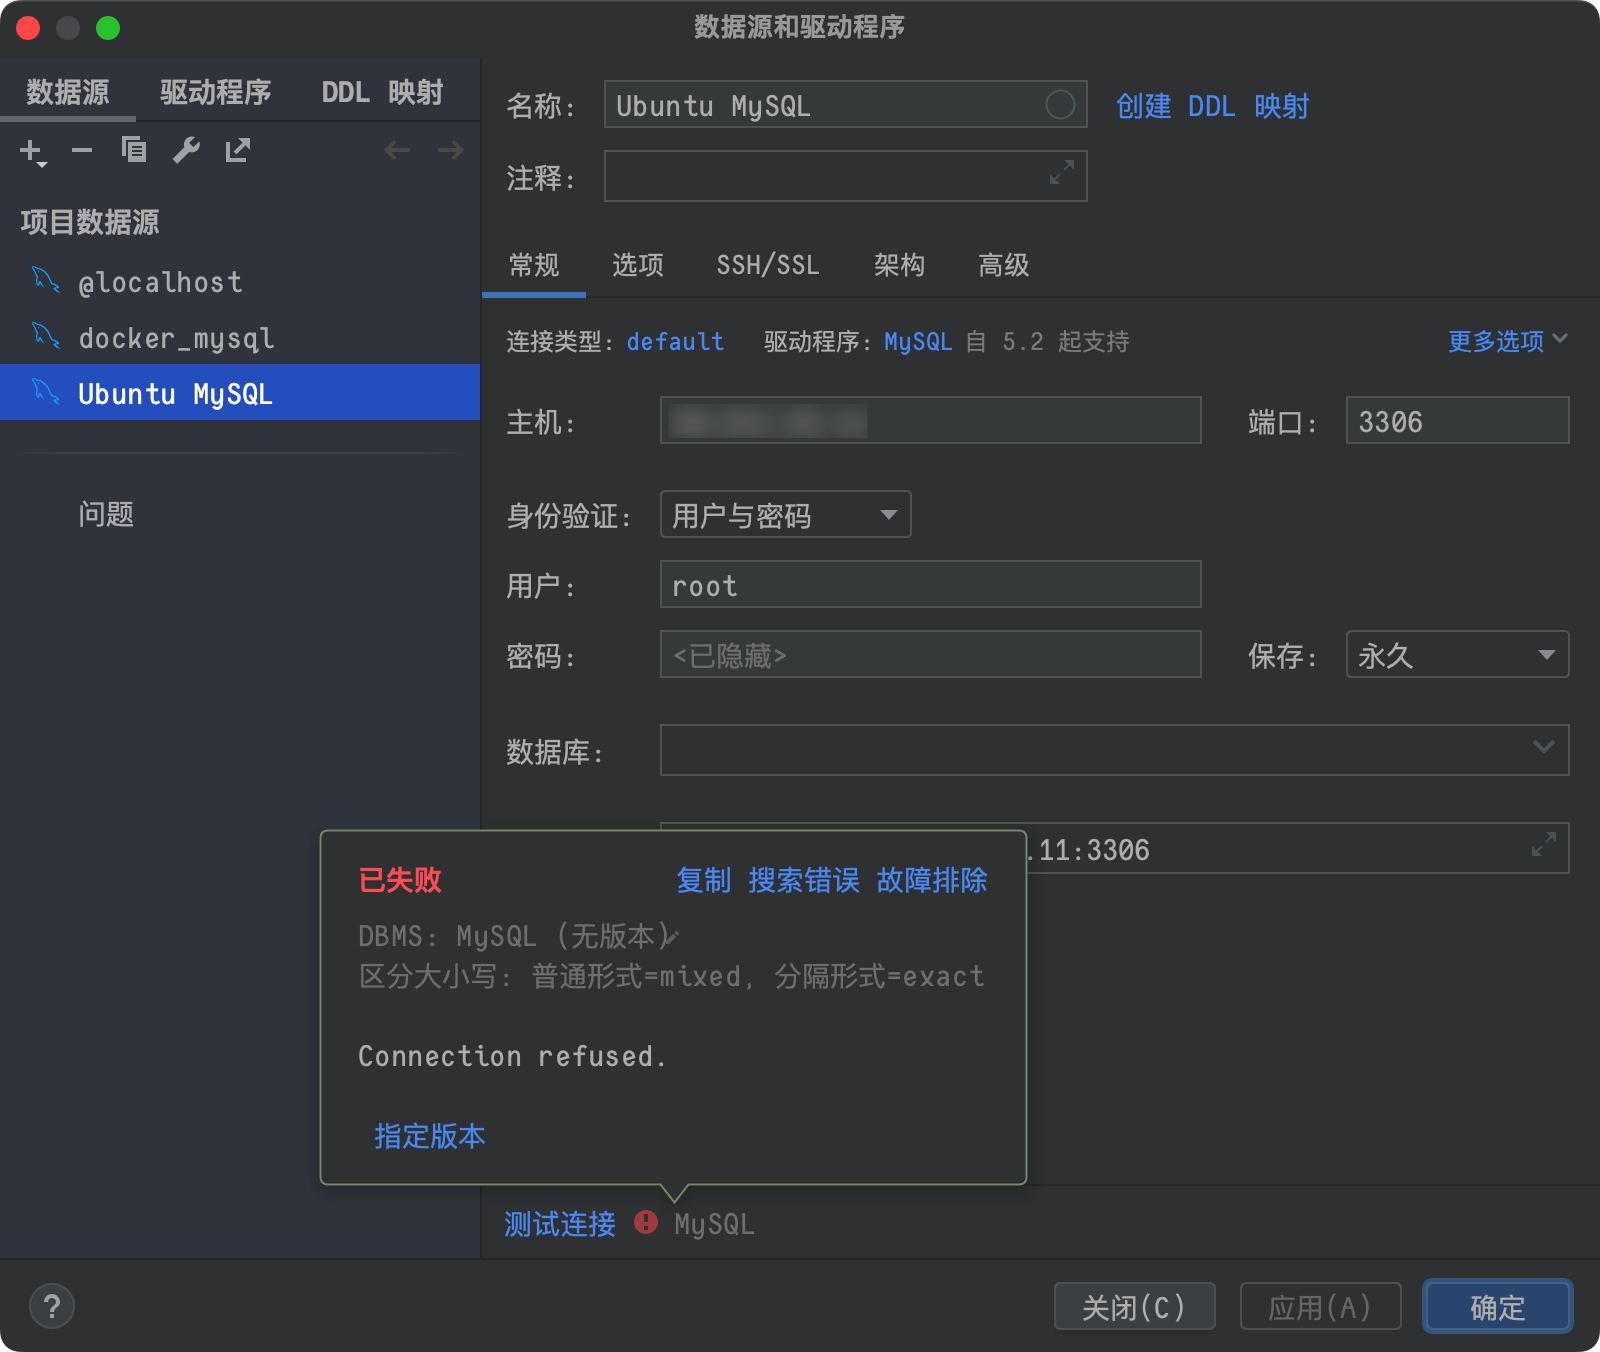 数据源和驱动程序
数据源 驱动程序 DDL 映射
项目数据源
@localhost
docker_mysql
Ubuntu MySQL
问题
名称: Ubuntu MySQL 创建 DDL 映射
注释:
常规 选项 SSH/SSL 架构 高级
连接类型: default 驱动程序: MySQL 自 5.2 起支持 更多选项
主机: 端口: 3306
身份验证: 用户与密码
用户: root
密码: <已隐藏> 保存: 永久
数据库:
.11:3306
已失败 复制 搜索错误 故障排除
DBMS: MySQL (无版本)
区分大小写: 普通形式=mixed, 分隔形式=exact
Connection refused.
指定版本
测试连接 MySQL
? 关闭(C) 应用(A) 确定